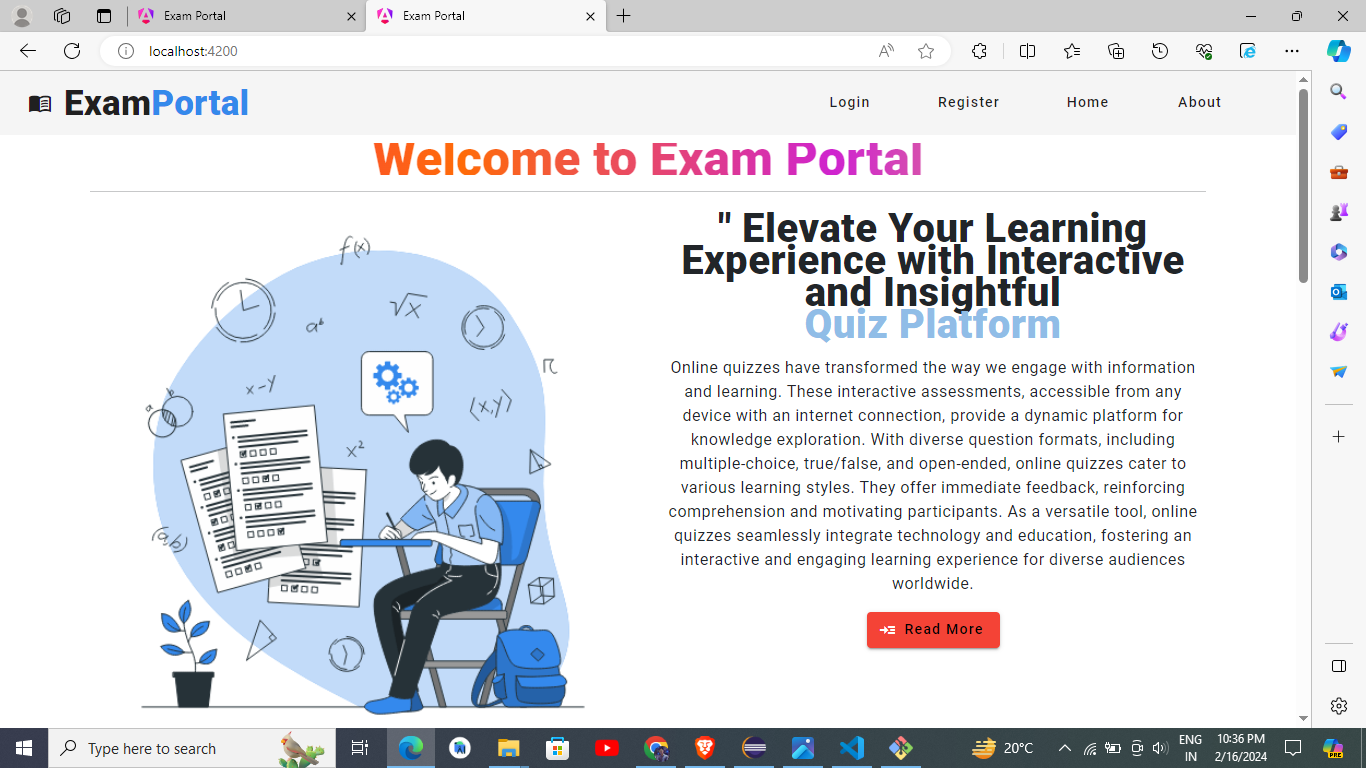 Exam Portal
Exam Portal
localhost:4200
ExamPortal
Login
Register
Home
About
Welcome to Exam Portal
f(x)
√x
a^b
π
x-y
a
b
(x,y)
x²
(a,b)
" Elevate Your Learning
Experience with Interactive
and Insightful
Quiz Platform
Online quizzes have transformed the way we engage with information
and learning. These interactive assessments, accessible from any
device with an internet connection, provide a dynamic platform for
knowledge exploration. With diverse question formats, including
multiple-choice, true/false, and open-ended, online quizzes cater to
various learning styles. They offer immediate feedback, reinforcing
comprehension and motivating participants. As a versatile tool, online
quizzes seamlessly integrate technology and education, fostering an
interactive and engaging learning experience for diverse audiences
worldwide.
Read More
Type here to search
20°C
ENG
IN
10:36 PM
2/16/2024
PRE